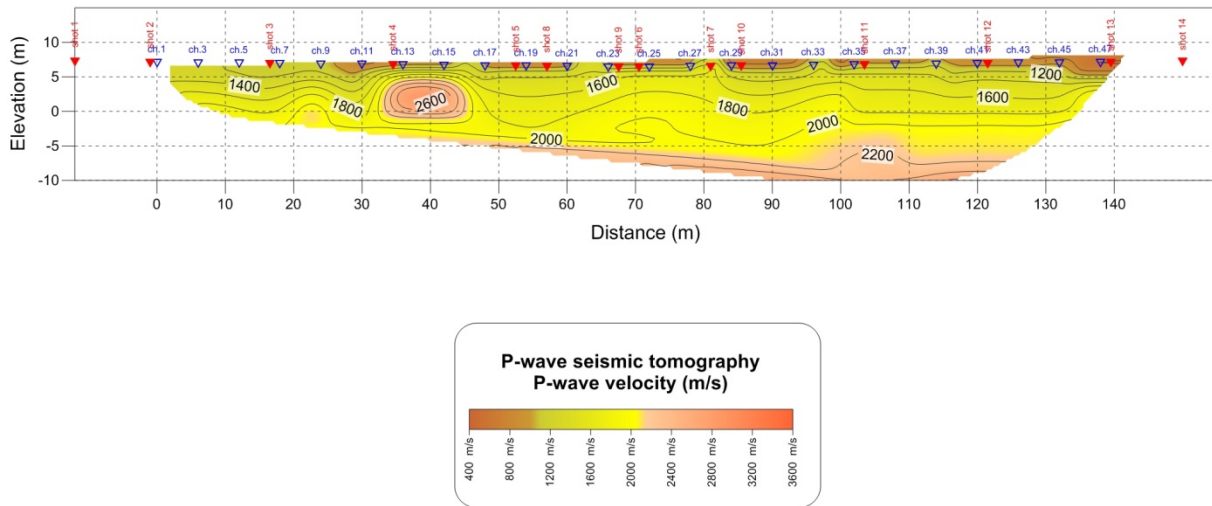 shot 1
shot 2
ch.1
ch.3
ch.5
shot 3
ch.7
ch.9
ch.11
shot 4
ch.13
ch.15
ch.17
shot 5
ch.19
shot 8
ch.21
shot 9
ch.23
shot 6
ch.25
ch.27
shot 7
ch.29
shot 10
ch.31
ch.33
ch.35
shot 11
ch.37
ch.39
ch.41
shot 12
ch.43
ch.45
ch.47
shot 13
shot 14
Elevation (m)
10
5
0
-5
-10
1400
1800
2600
1600
2000
1800
2000
2200
1600
1200
0
10
20
30
40
50
60
70
80
90
100
110
120
130
140
Distance (m)
P-wave seismic tomography
P-wave velocity (m/s)
400 m/s
800 m/s
1200 m/s
1600 m/s
2000 m/s
2400 m/s
2800 m/s
3200 m/s
3600 m/s